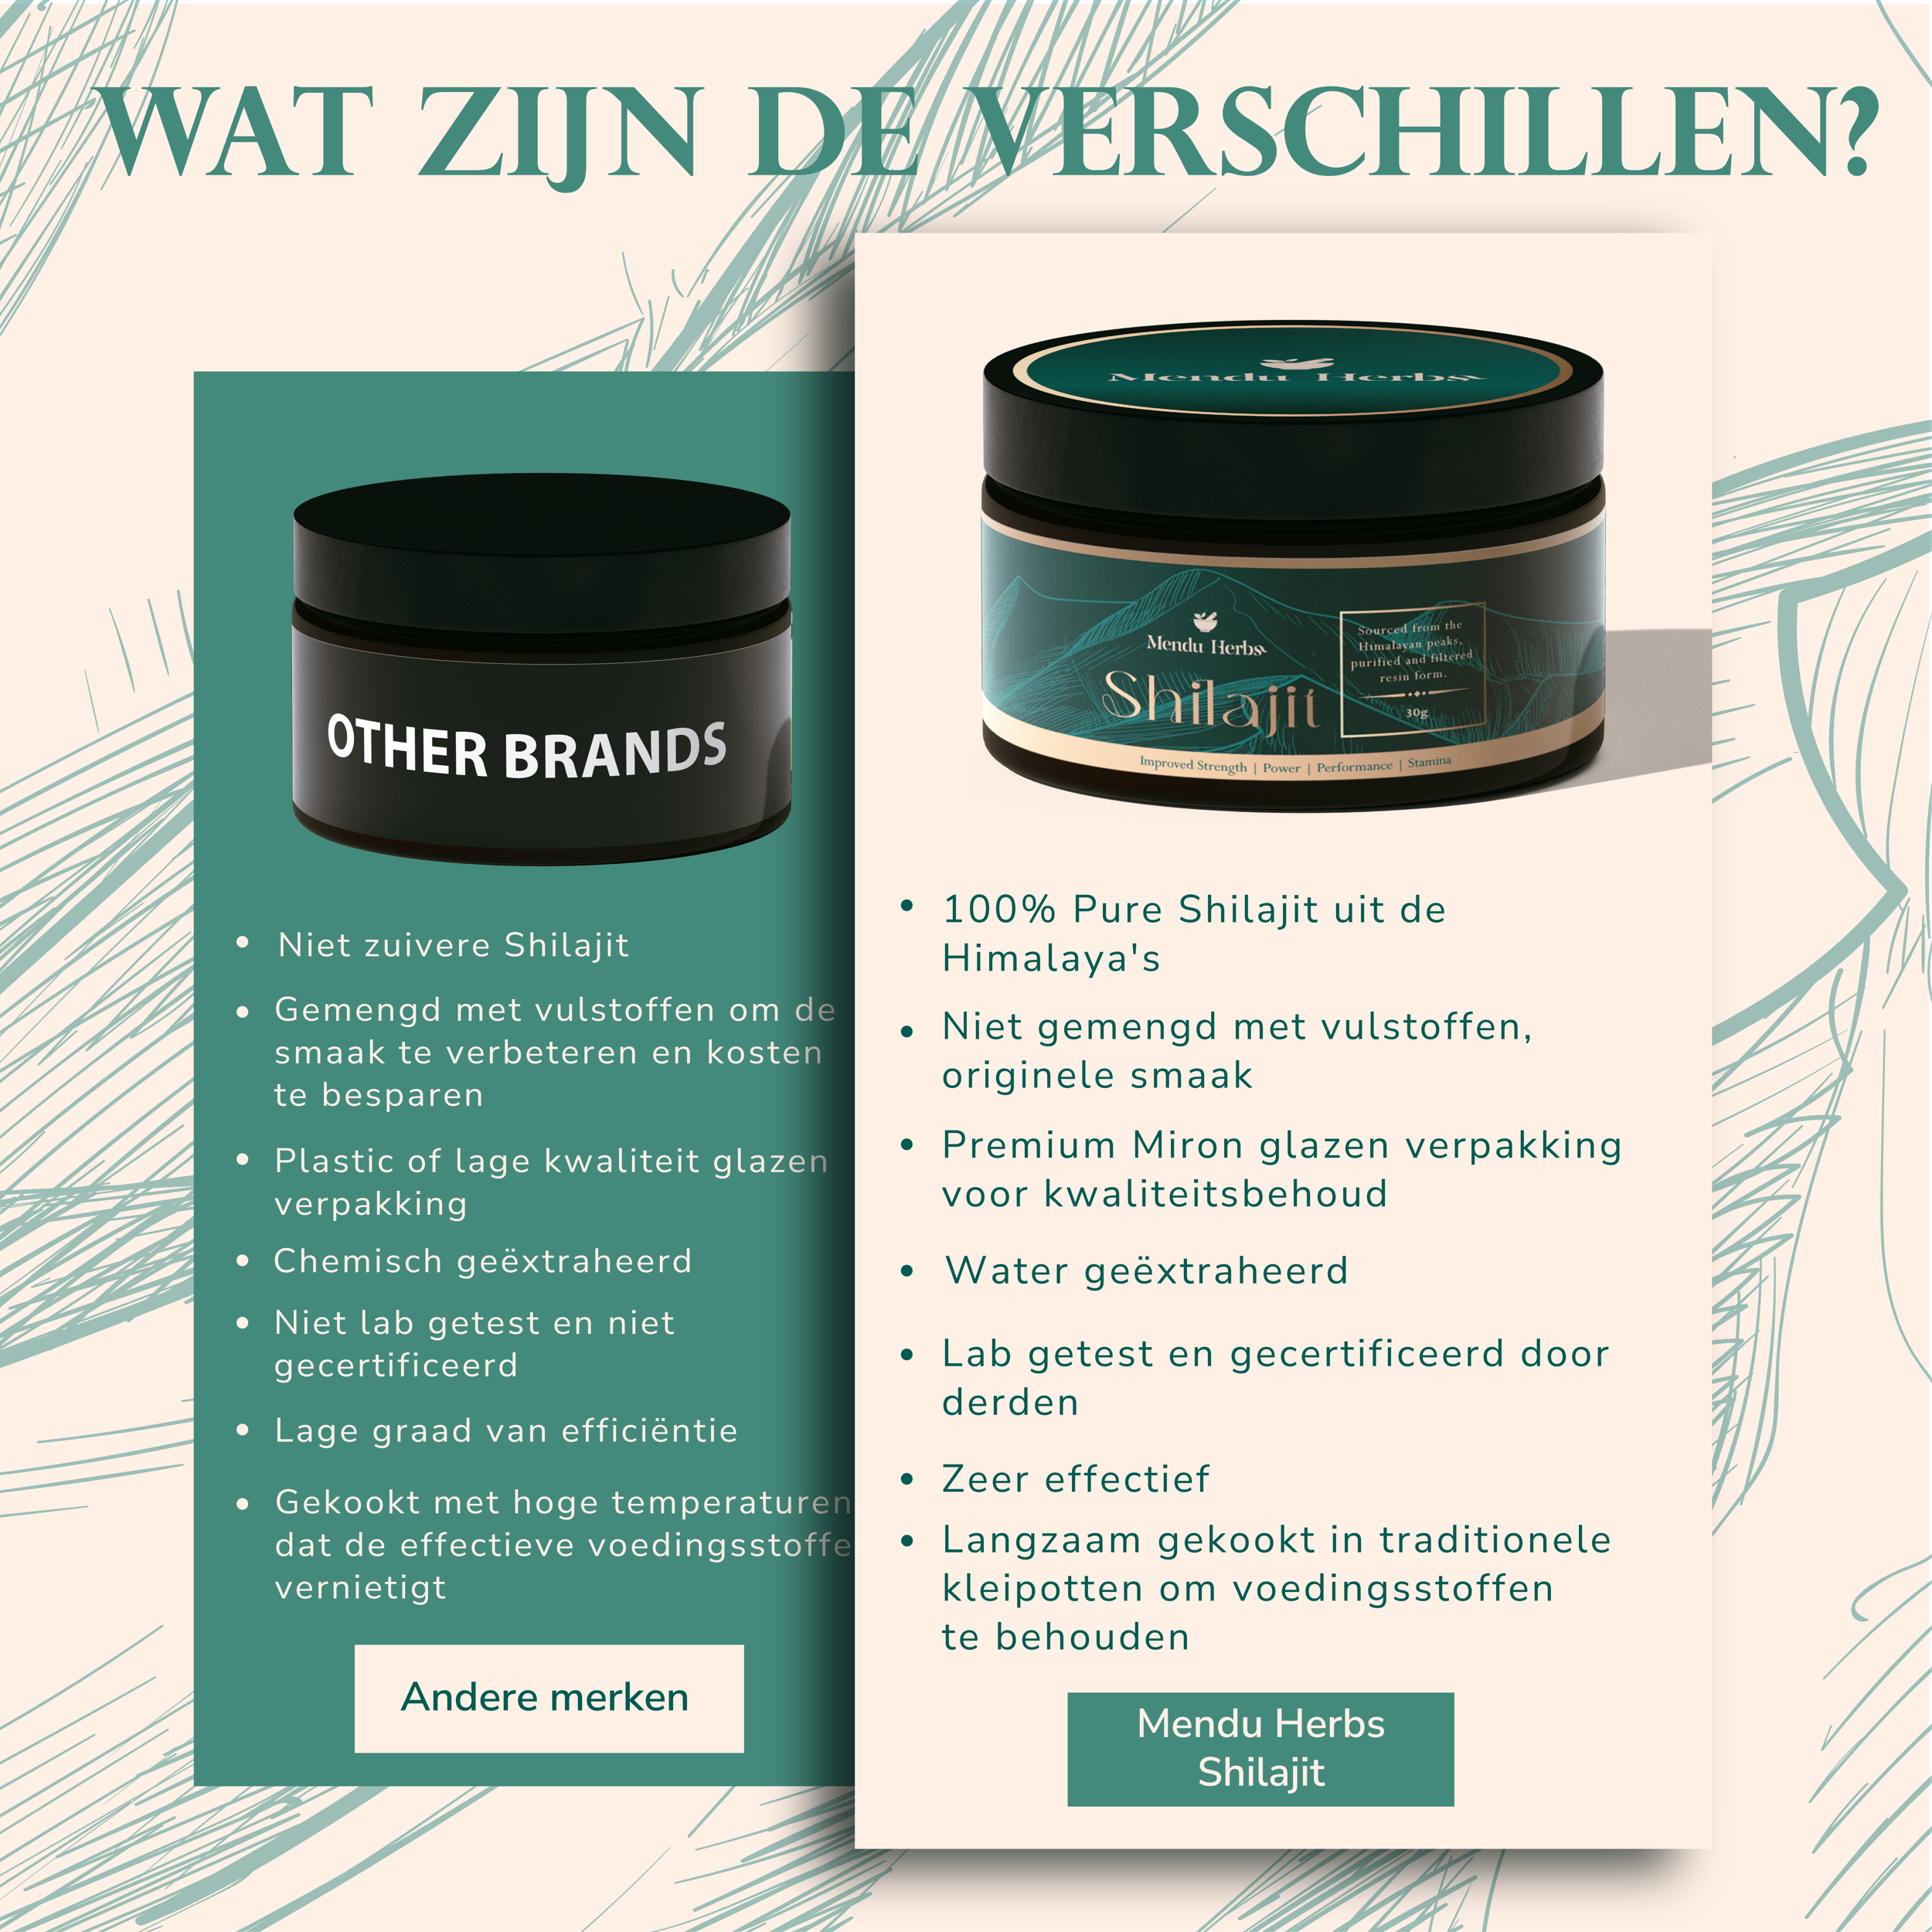 WAT ZIJN DE VERSCHILLEN?
OTHER BRANDS
Niet zuivere Shilajit
Gemengd met vulstoffen om de
smaak te verbeteren en kosten
te besparen
Plastic of lage kwaliteit glazen
verpakking
Chemisch geëxtraheerd
Niet lab getest en niet
gecertificeerd
Lage graad van efficiëntie
Gekookt met hoge temperaturen
dat de effectieve voedingsstoffe
vernietigt
Andere merken
Mendu Herbs
Mendu Herbs
Shilajit
Sourced from the
Himalayan peaks,
purified and filtered
resin form.
30g
Improved Strength | Power | Performance | Stamina
100% Pure Shilajit uit de
Himalaya's
Niet gemengd met vulstoffen,
originele smaak
Premium Miron glazen verpakking
voor kwaliteitsbehoud
Water geëxtraheerd
Lab getest en gecertificeerd door
derden
Zeer effectief
Langzaam gekookt in traditionele
kleipotten om voedingsstoffen
te behouden
Mendu Herbs
Shilajit